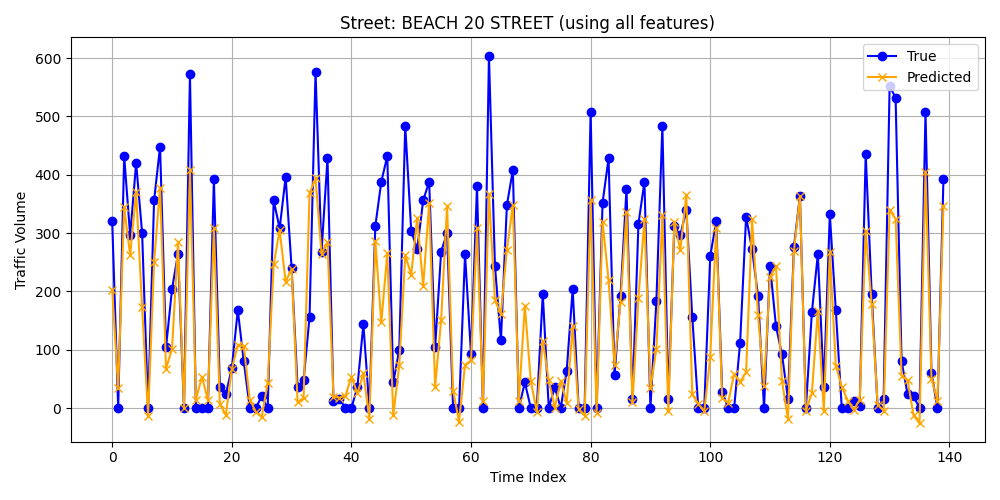 Street: BEACH 20 STREET (using all features)
True
Predicted
Traffic Volume
600
500
400
300
200
100
0
0 20 40 60 80 100 120 140
Time Index